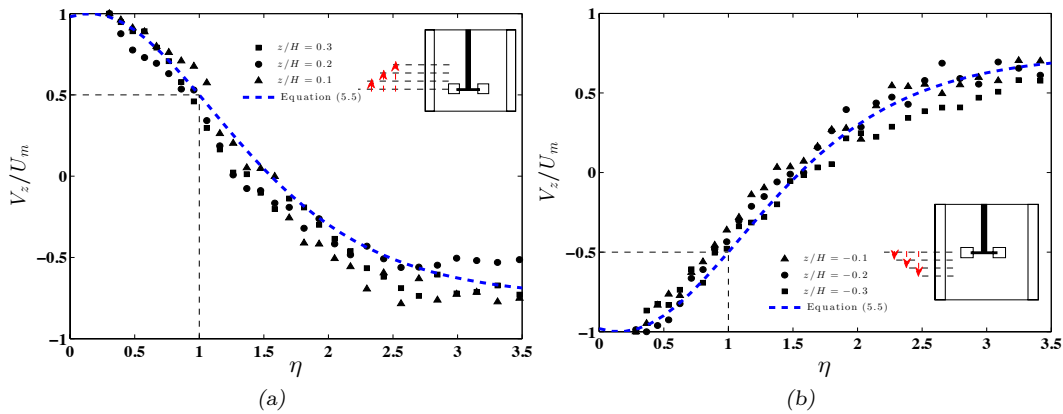 1
0.5
0
−0.5
−1
0 0.5 1 1.5 2 2.5 3 3.5
V_z/U_m
η
z/H = 0.3
z/H = 0.2
z/H = 0.1
Equation (5.5)
(a)
1
0.5
0
−0.5
−1
0 0.5 1 1.5 2 2.5 3 3.5
V_z/U_m
η
z/H = −0.1
z/H = −0.2
z/H = −0.3
Equation (5.5)
(b)